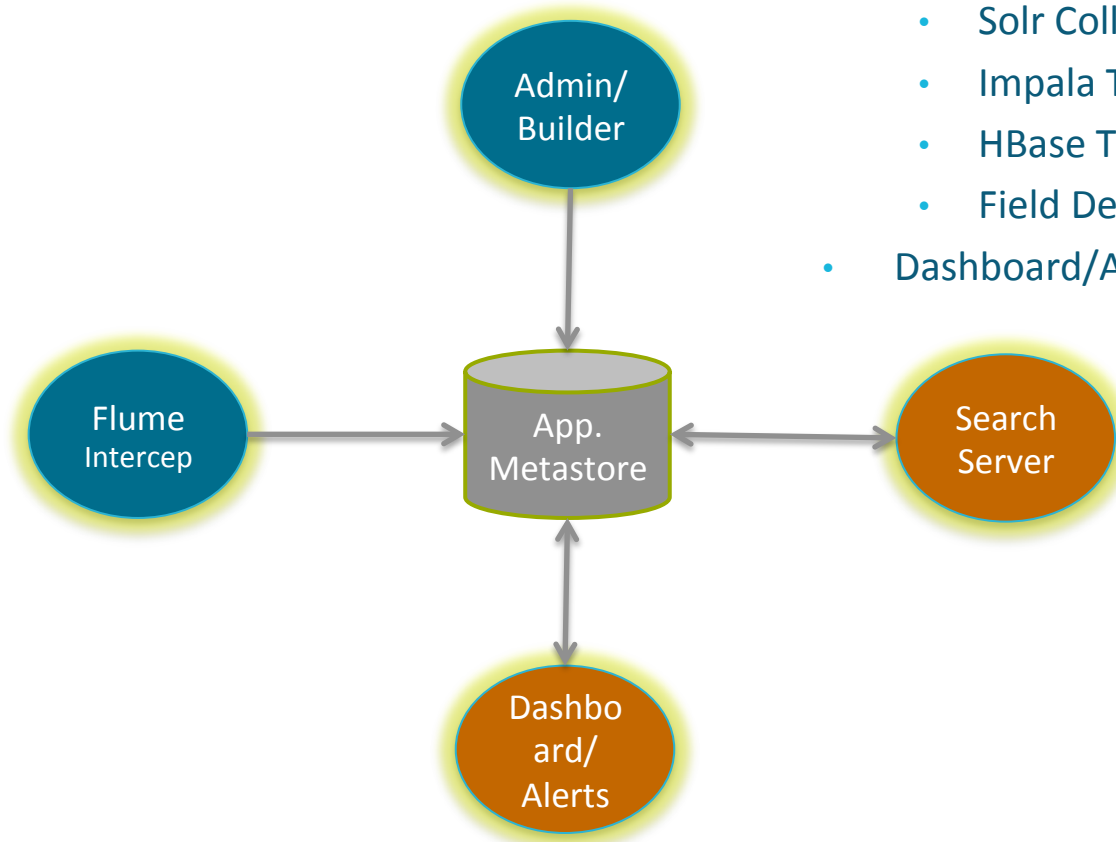 Solr Coll
Impala T
HBase T
Field De
Dashboard/A
Admin/
Builder
Flume
Intercep
App.
Metastore
Search
Server
Dashbo
ard/
Alerts